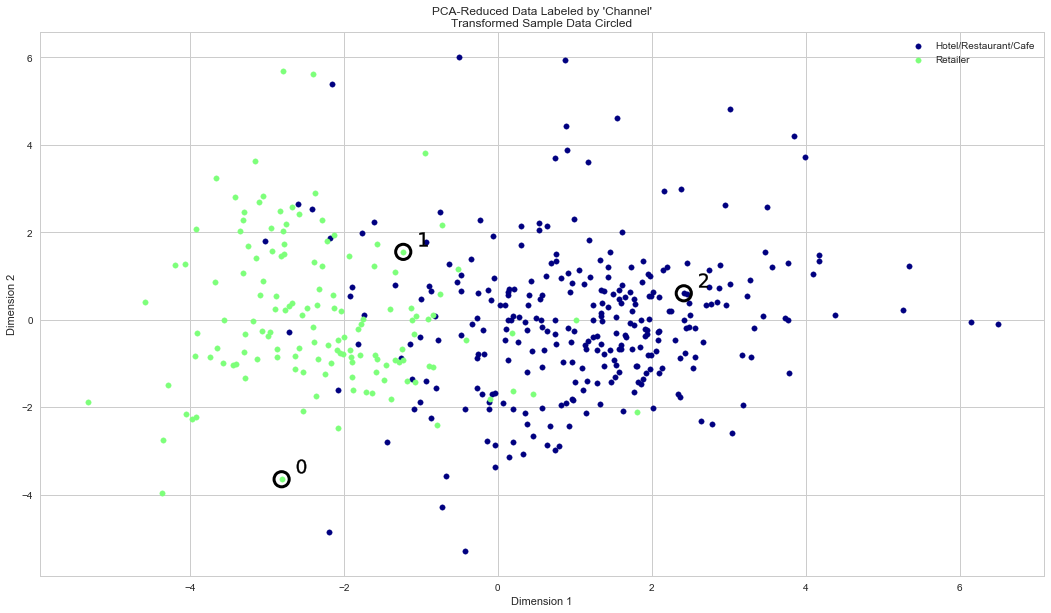 PCA-Reduced Data Labeled by 'Channel'
Transformed Sample Data Circled
Hotel/Restaurant/Cafe
Retailer
6
4
2
0
−2
−4
Dimension 2
1
2
0
−4
−2
0
2
4
6
Dimension 1